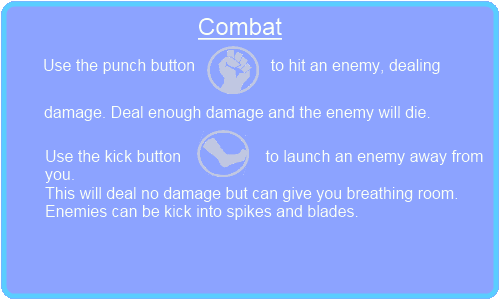 Combat
Use the punch button to hit an enemy, dealing
damage. Deal enough damage and the enemy will die.
Use the kick button to launch an enemy away from
you.
This will deal no damage but can give you breathing room.
Enemies can be kick into spikes and blades.